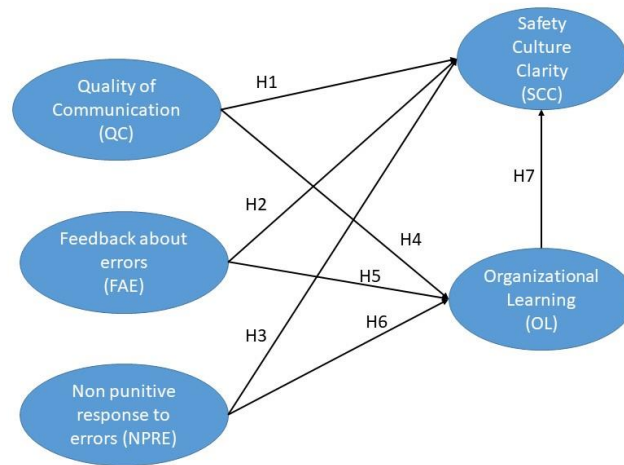 Safety
Culture
Clarity
(SCC)
Quality of
Communication
(QC)
H1
H7
H2
Feedback about
errors
(FAE)
H4
H5
Organizational
Learning
(OL)
H3
H6
Non punitive
response to
errors (NPRE)